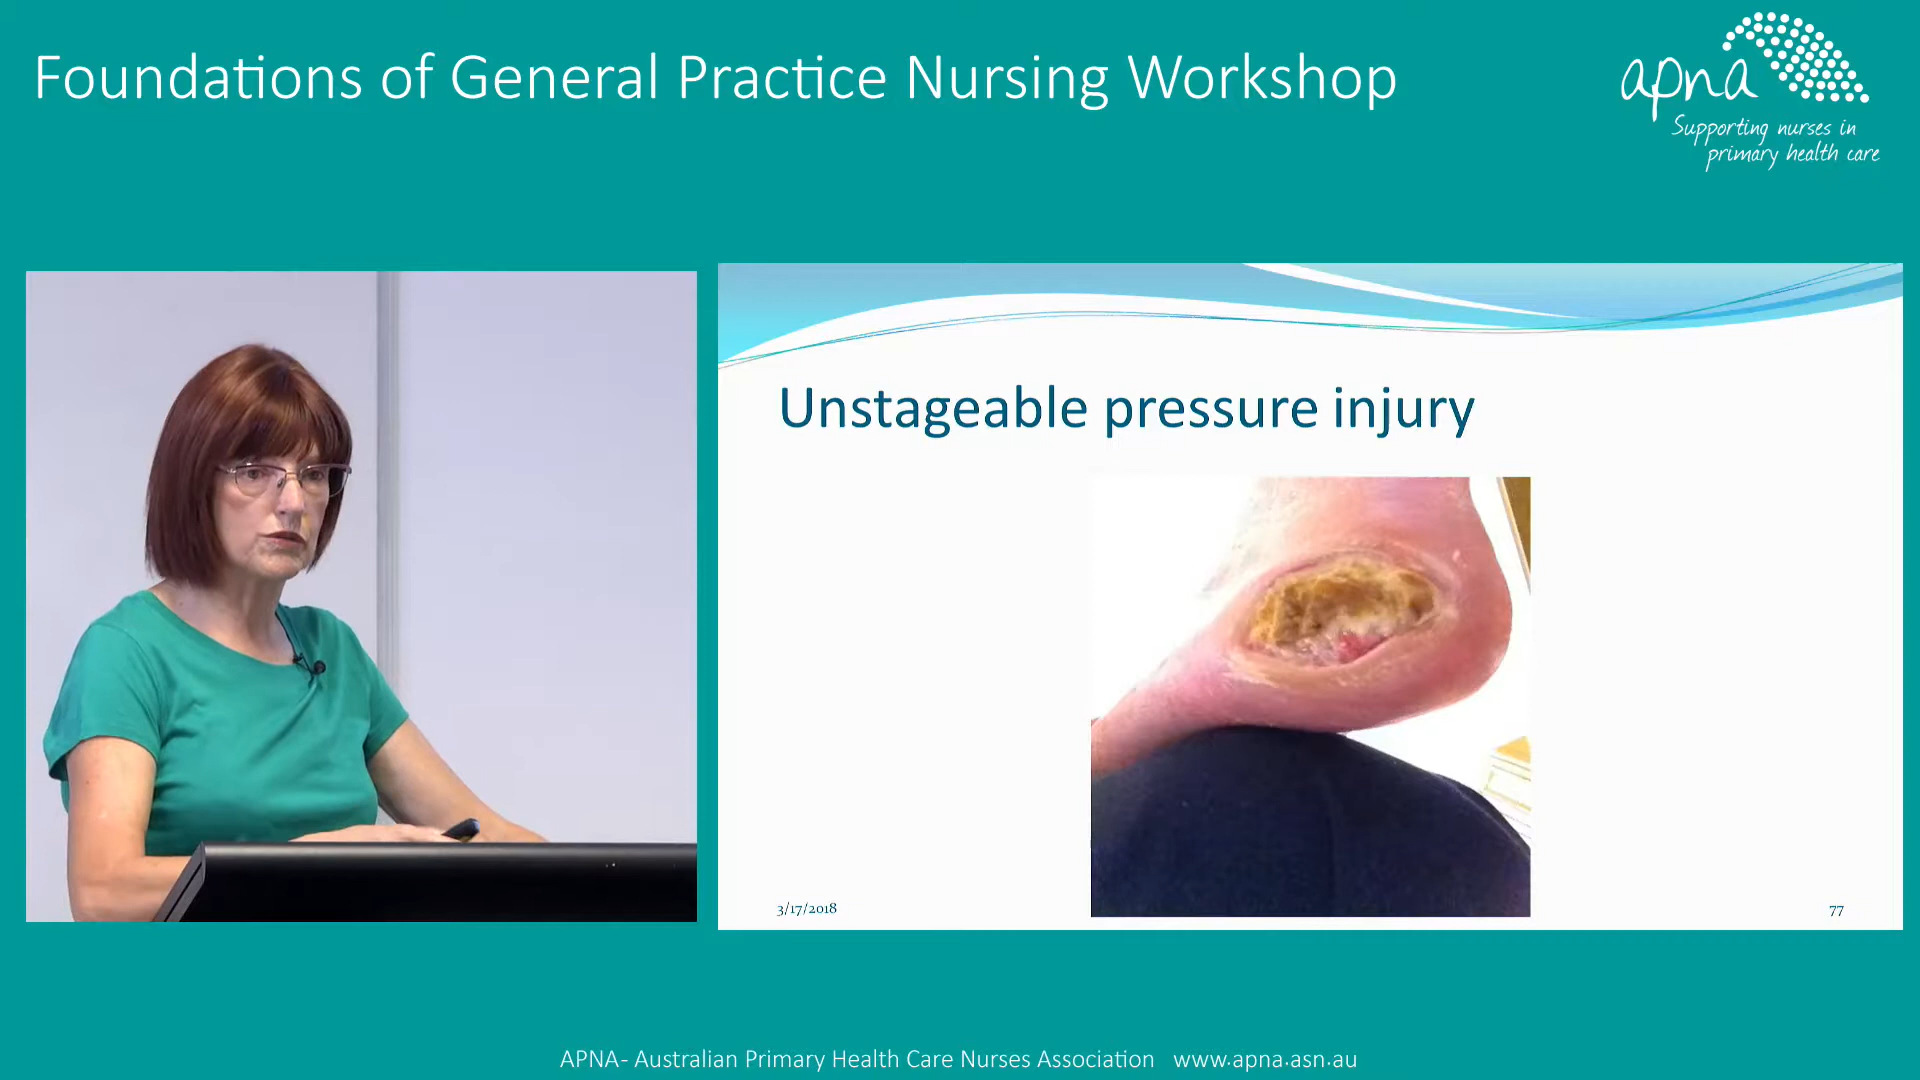 Foundations of General Practice Nursing Workshop
apna
Supporting nurses in
primary health care
Unstageable pressure injury
3/17/2018
77
APNA- Australian Primary Health Care Nurses Association www.apna.asn.au